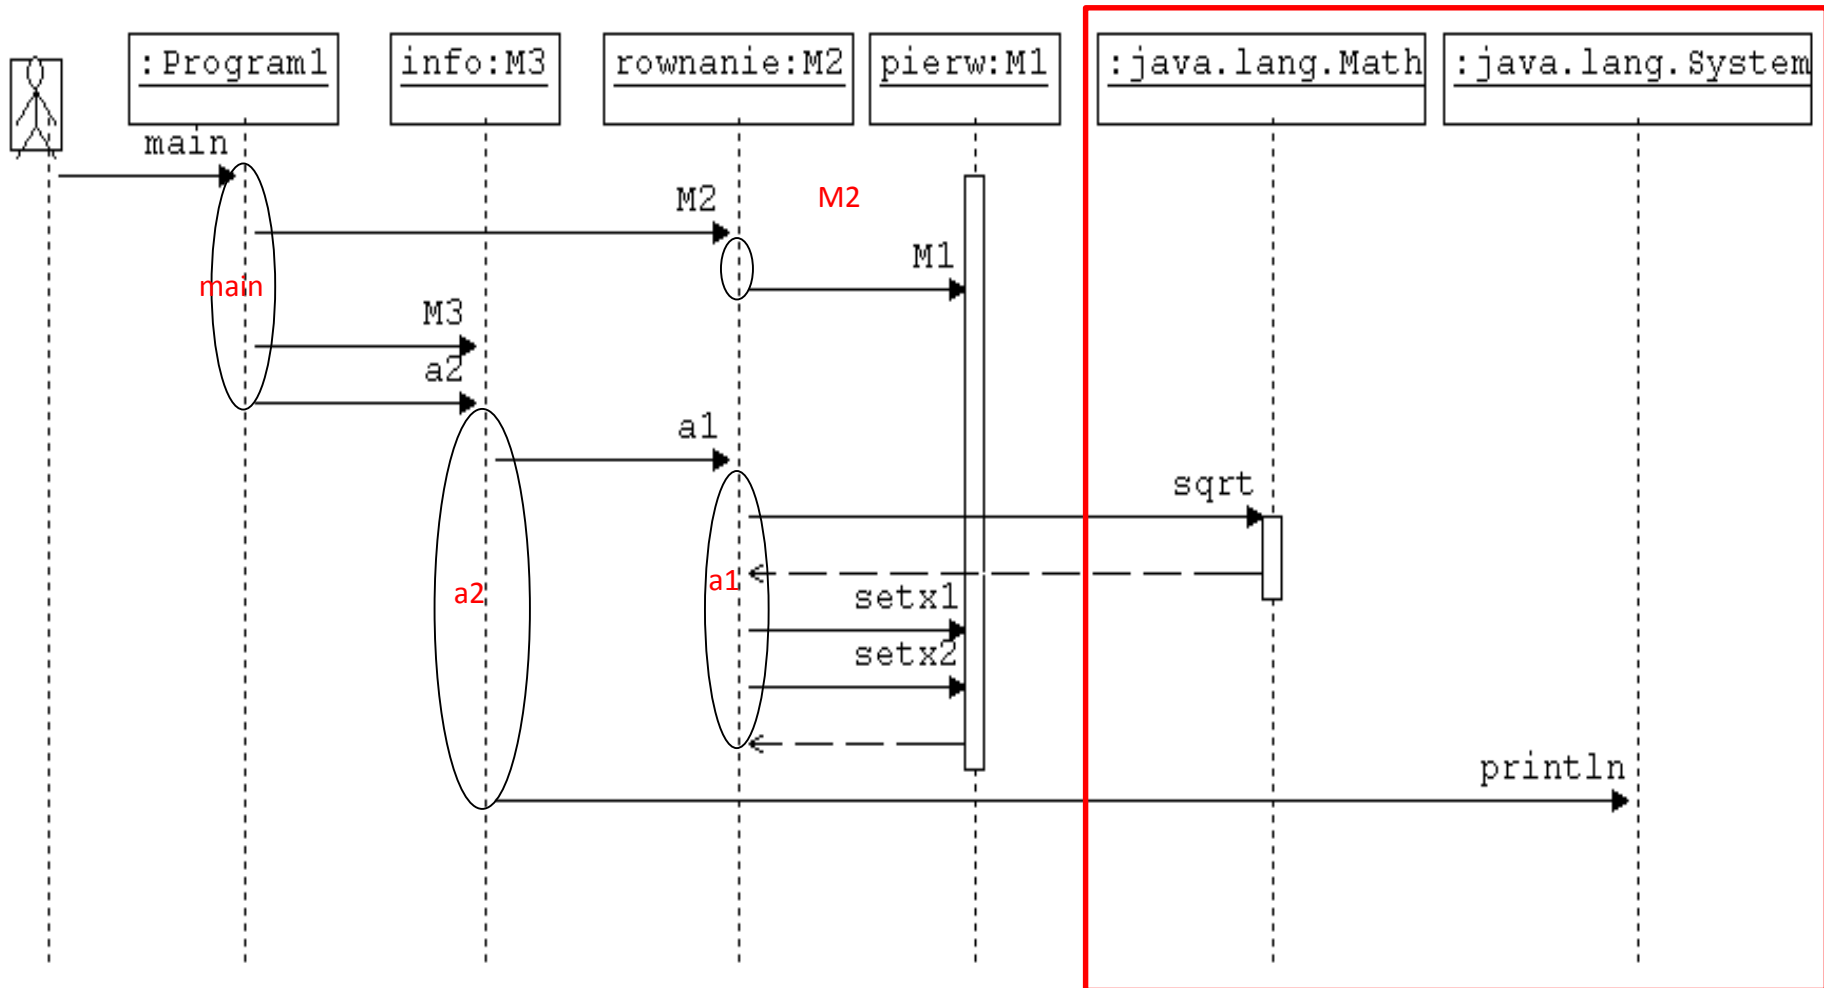 :Program1
info:M3
rownanie:M2
pierw:M1
:java.lang.Math
:java.lang.System
main
M2
M2
M1
main
M3
a2
a1
sqrt
a2
a1
setx1
setx2
println